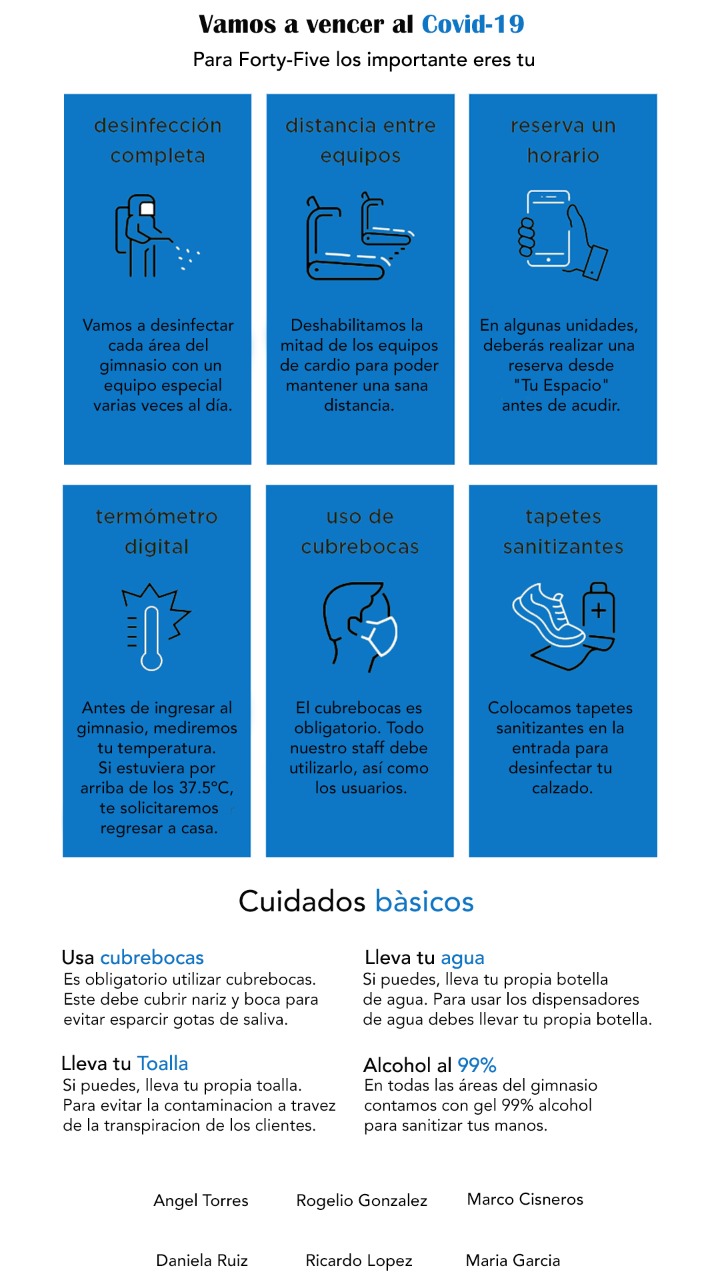 Vamos a vencer al Covid-19
Para Forty-Five los importante eres tu
desinfección
completa
Vamos a desinfectar
cada área del
gimnasio con un
equipo especial
varias veces al día.
distancia entre
equipos
Deshabilitamos la
mitad de los equipos
de cardio para poder
mantener una sana
distancia.
reserva un
horario
En algunas unidades,
deberás realizar una
reserva desde
"Tu Espacio"
antes de acudir.
termómetro
digital
Antes de ingresar al
gimnasio, mediremos
tu temperatura.
Si estuviera por
arriba de los 37.5ºC,
te solicitaremos
regresar a casa.
uso de
cubrebocas
El cubrebocas es
obligatorio. Todo
nuestro staff debe
utilizarlo, así como
los usuarios.
tapetes
sanitizantes
Colocamos tapetes
sanitizantes en la
entrada para
desinfectar tu
calzado.
Cuidados bàsicos
Usa cubrebocas
Es obligatorio utilizar cubrebocas.
Este debe cubrir nariz y boca para
evitar esparcir gotas de saliva.
Lleva tu agua
Si puedes, lleva tu propia botella
de agua. Para usar los dispensadores
de agua debes llevar tu propia botella.
Lleva tu Toalla
Si puedes, lleva tu propia toalla.
Para evitar la contaminacion a travez
de la transpiracion de los clientes.
Alcohol al 99%
En todas las áreas del gimnasio
contamos con gel 99% alcohol
para sanitizar tus manos.
Angel Torres Rogelio Gonzalez Marco Cisneros
Daniela Ruiz Ricardo Lopez Maria Garcia